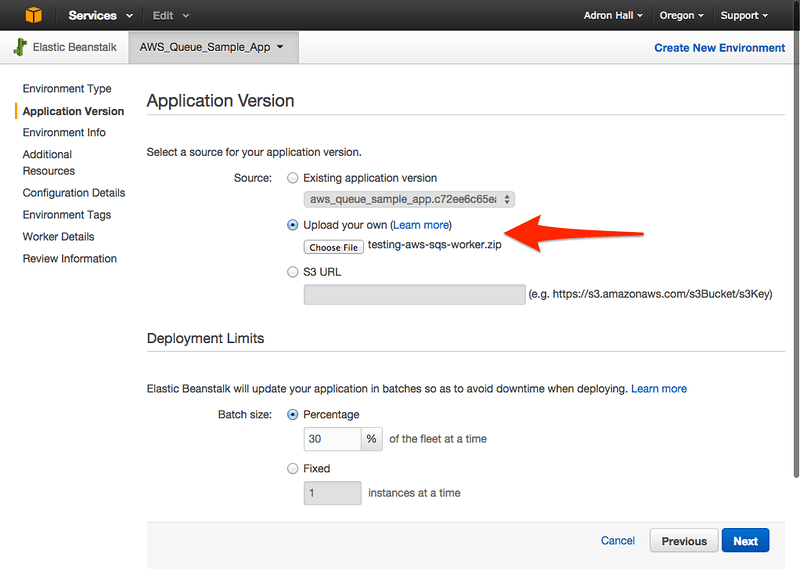 Services Edit Adron Hall Oregon Support
Elastic Beanstalk AWS_Queue_Sample_App Create New Environment
Environment Type
Application Version
Environment Info
Additional
Resources
Configuration Details
Environment Tags
Worker Details
Review Information
Application Version
Select a source for your application version.
Source: Existing application version
aws_queue_sample_app.c72ee6c65ea
Upload your own (Learn more)
Choose File testing-aws-sqs-worker.zip
S3 URL
(e.g. https://s3.amazonaws.com/s3Bucket/s3Key)
Deployment Limits
Elastic Beanstalk will update your application in batches so as to avoid downtime when deploying. Learn more
Batch size: Percentage
30 % of the fleet at a time
Fixed
1 instances at a time
Cancel Previous Next